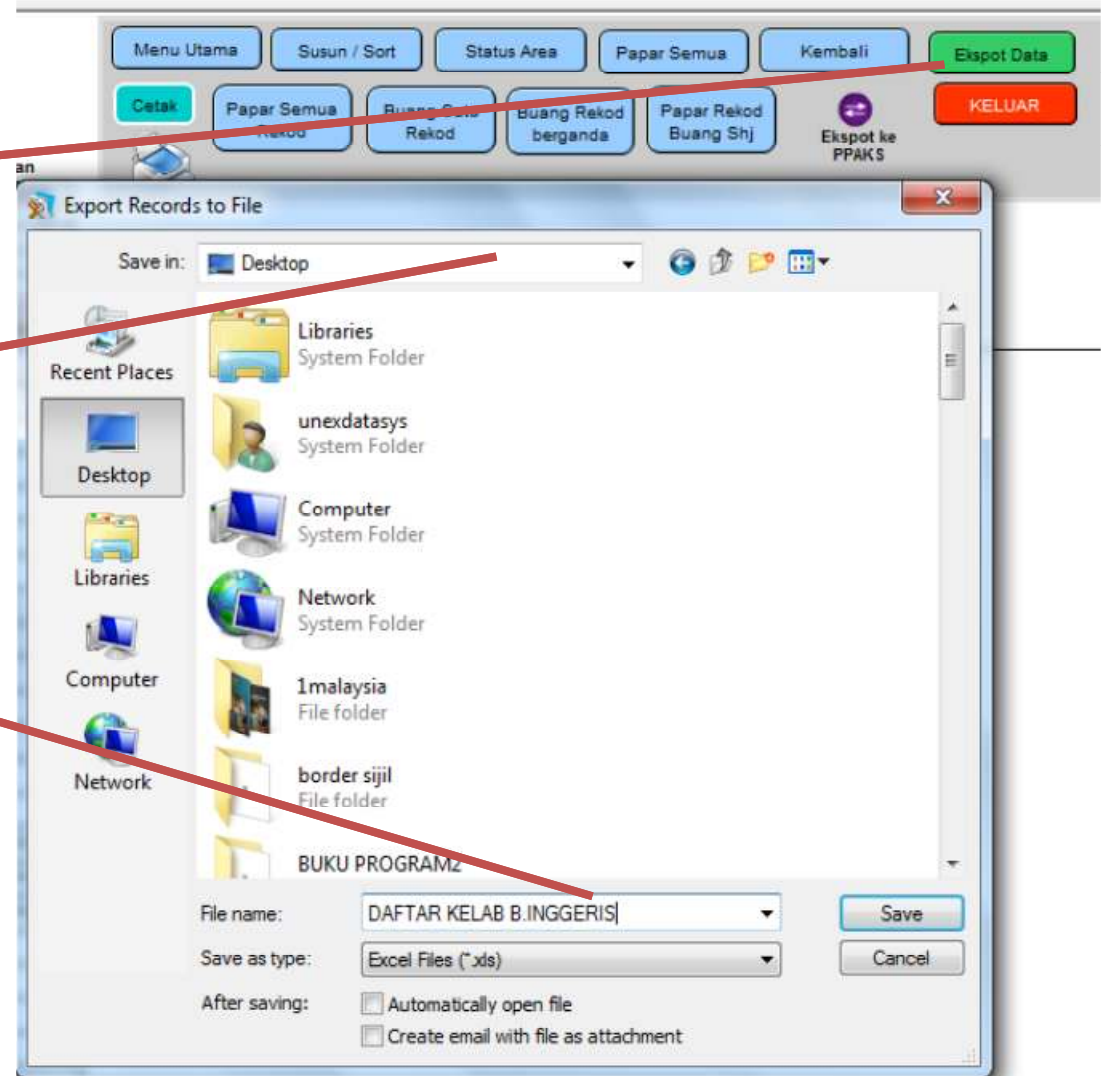 Menu Utama
Susun / Sort
Status Area
Papar Semua
Kembali
Ekspot Data
Cetak
Papar Semua
Rekod
Buang Satu
Rekod
Buang Rekod
berganda
Papar Rekod
Buang Shj
Ekspot ke
PPAKS
KELUAR
an
Export Records to File
Save in:
Desktop
Recent Places
Desktop
Libraries
Computer
Network
Libraries
System Folder
unexdatasys
System Folder
Computer
System Folder
Network
System Folder
1malaysia
File folder
border sijil
File folder
BUKU PROGRAM2
File name:
DAFTAR KELAB B.INGGERIS
Save
Save as type:
Excel Files (*.xls)
Cancel
After saving:
Automatically open file
Create email with file as attachment